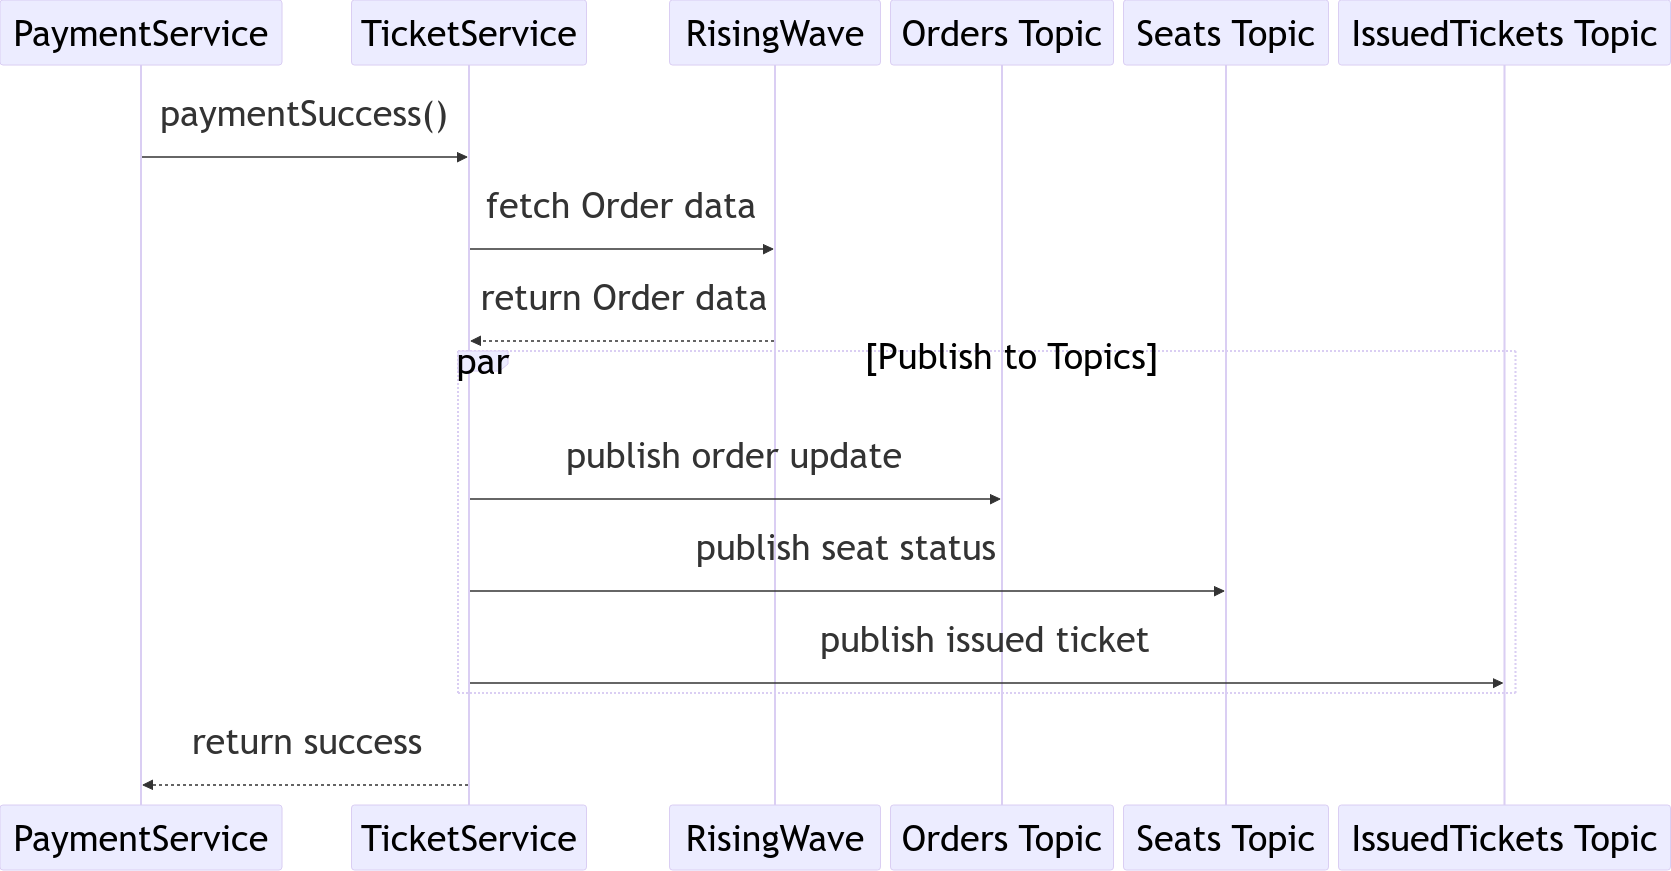 PaymentService TicketService RisingWave Orders Topic Seats Topic IssuedTickets Topic
paymentSuccess()
fetch Order data
return Order data
par [Publish to Topics]
publish order update
publish seat status
publish issued ticket
return success
PaymentService TicketService RisingWave Orders Topic Seats Topic IssuedTickets Topic